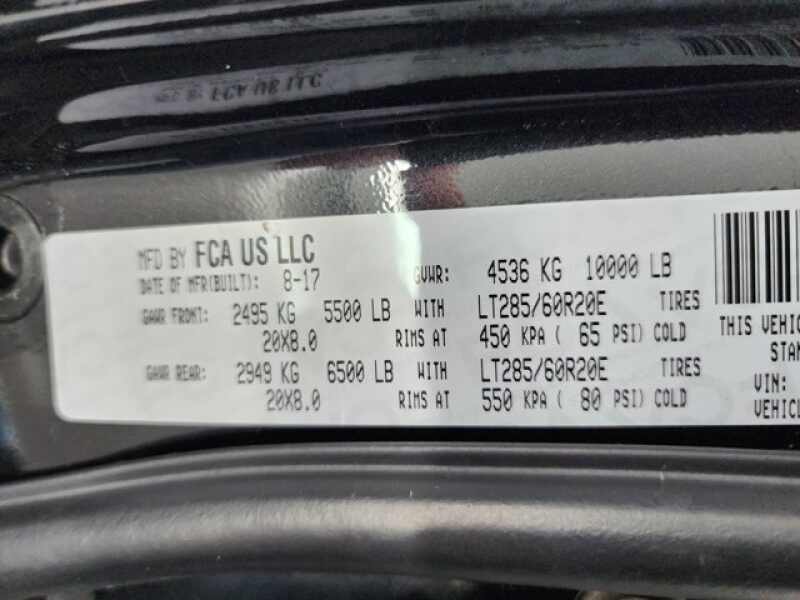 MFD BY FCA US LLC
DATE OF MFR(BUILT): 8-17 GVWR: 4536 KG 10000 LB
GAWR FRONT: 2495 KG 5500 LB WITH LT285/60R20E TIRES
20X8.0 RIMS AT 450 KPA ( 65 PSI) COLD
GAWR REAR: 2949 KG 6500 LB WITH LT285/60R20E TIRES
20X8.0 RIMS AT 550 KPA ( 80 PSI) COLD
THIS VEHIC
STAN
VIN:
VEHICL